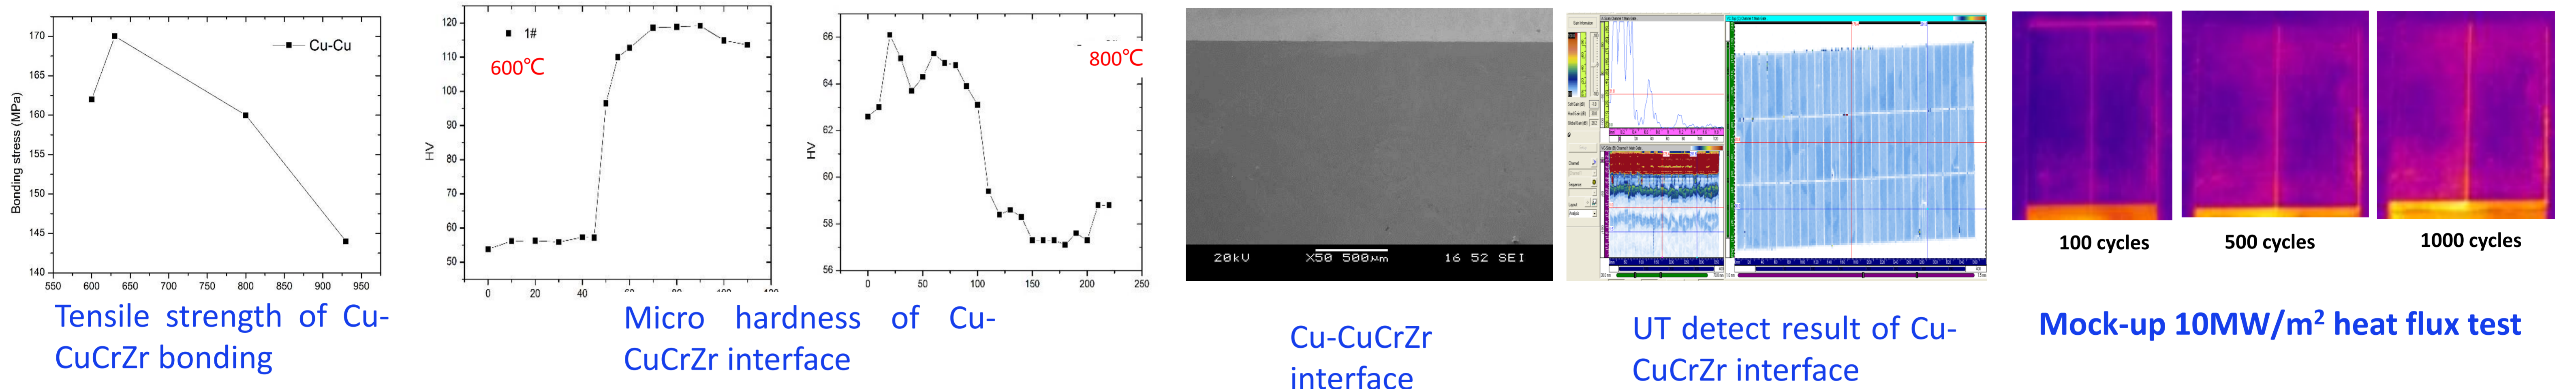 170
165
160
155
150
145
140
550
600
650
700
750
800
850
900
950
Bonding stress (MPa)
Cu-Cu
Tensile strength of Cu-
CuCrZr bonding
120
110
100
90
80
70
60
50
HV
1#
600℃
0
20
40
60
80
100
66
64
62
60
58
56
HV
800℃
0
50
100
150
200
250
Micro hardness of Cu-
CuCrZr interface
20kV X50 500μm 16 52 SEI
Cu-CuCrZr
interface
UT detect result of Cu-
CuCrZr interface
100 cycles
500 cycles
1000 cycles
Mock-up 10MW/m² heat flux test